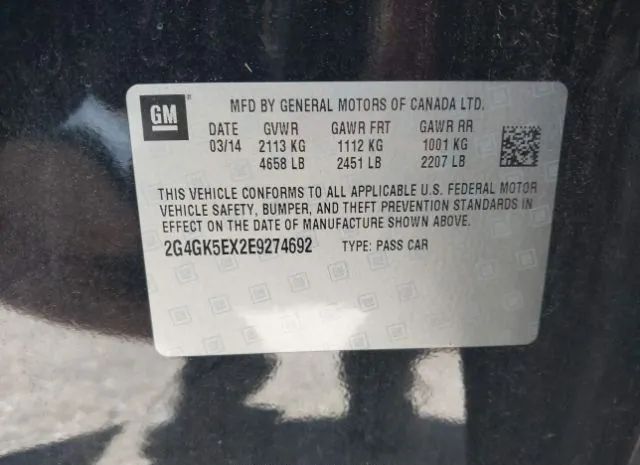 GM
MFD BY GENERAL MOTORS OF CANADA LTD.
DATE GVWR GAWR FRT GAWR RR
03/14 2113 KG 1112 KG 1001 KG
4658 LB 2451 LB 2207 LB
THIS VEHICLE CONFORMS TO ALL APPLICABLE U.S. FEDERAL MOTOR
VEHICLE SAFETY, BUMPER, AND THEFT PREVENTION STANDARDS IN
EFFECT ON THE DATE OF MANUFACTURE SHOWN ABOVE.
2G4GK5EX2E9274692 TYPE: PASS CAR